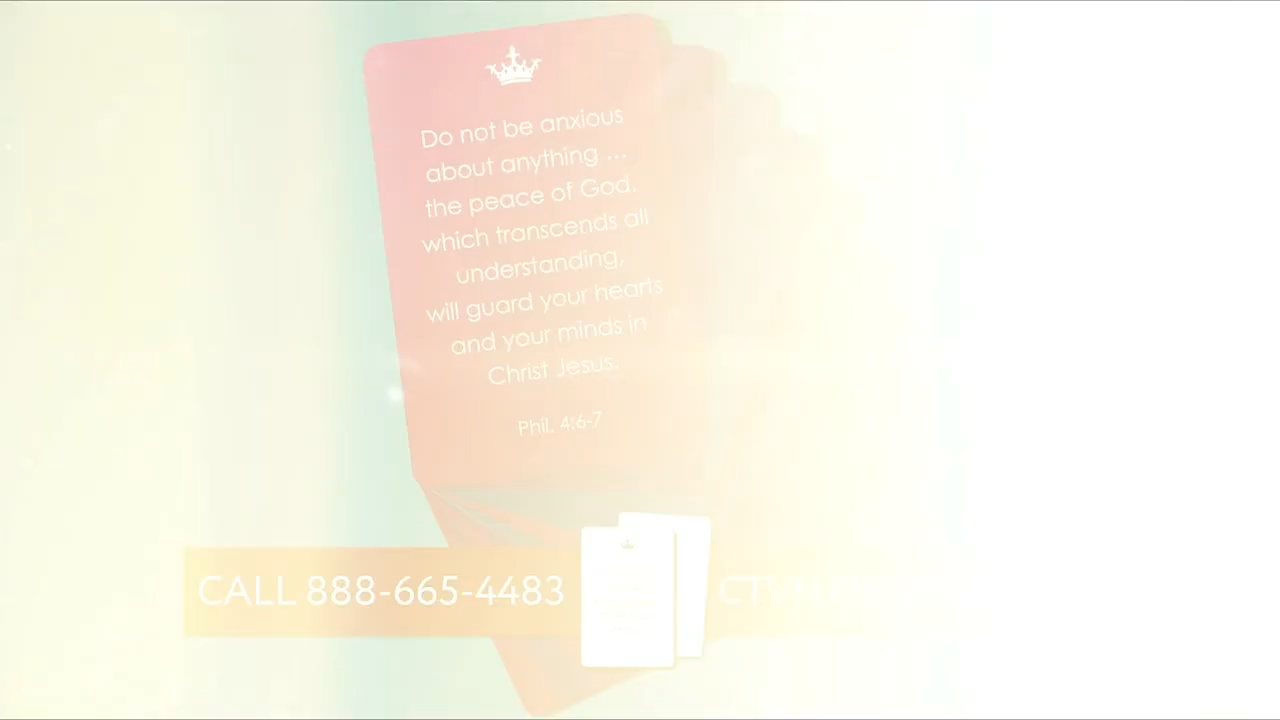 Do not be anxious
about anything ...
the peace of God,
which transcends all
understanding,
will guard your hearts
and your minds in
Christ Jesus.
Phil. 4:6-7
CALL 888-665-4483